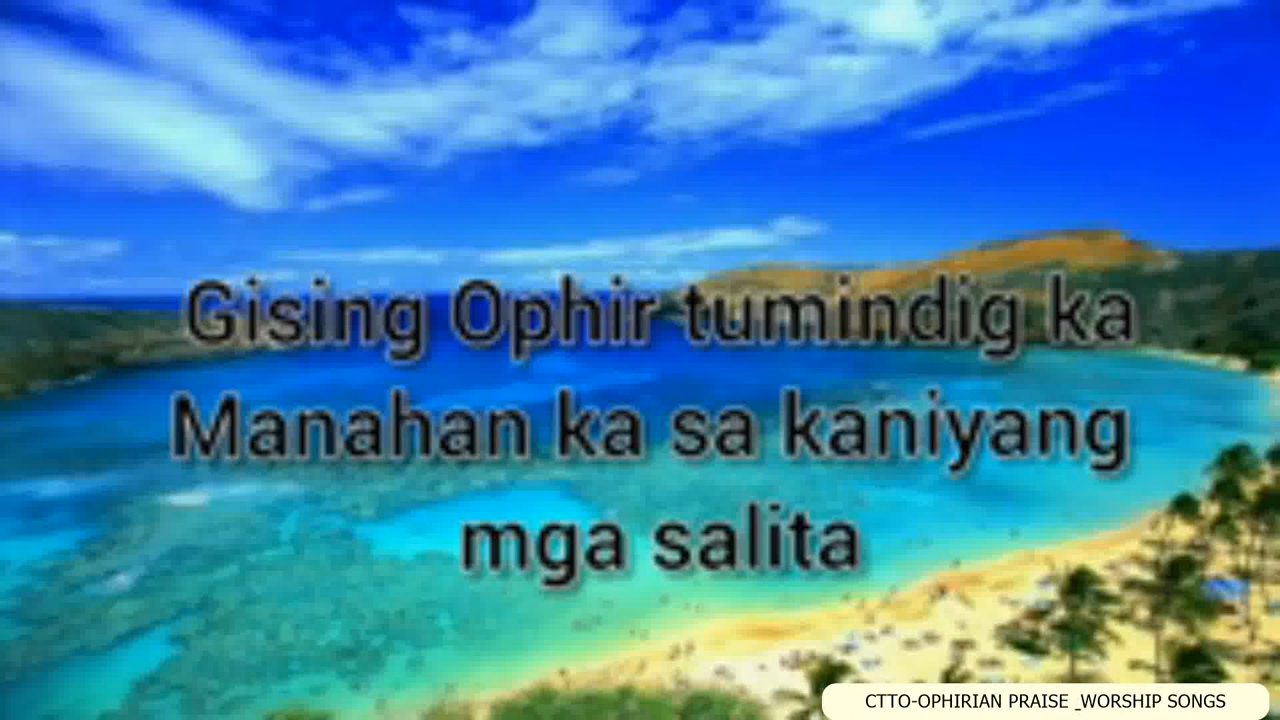 Gising Ophir tumindig ka
Manahan ka sa kaniyang
mga salita
CTTO-OPHIRIAN PRAISE _WORSHIP SONGS